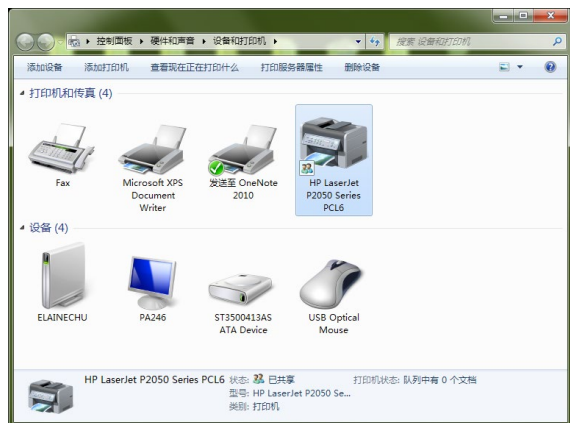 控制面板 ▸ 硬件和声音 ▸ 设备和打印机 ▸
搜索 设备和打印机
添加设备 添加打印机 查看现在正在打印什么 打印服务器属性 删除设备
打印机和传真 (4)
Fax
Microsoft XPS
Document
Writer
发送至 OneNote
2010
HP LaserJet
P2050 Series
PCL6
设备 (4)
ELAINECHU
PA246
ST3500413AS
ATA Device
USB Optical
Mouse
HP LaserJet P2050 Series PCL6 状态: 已共享 打印机状态: 队列中有 0 个文档
型号: HP LaserJet P2050 Se...
类别: 打印机